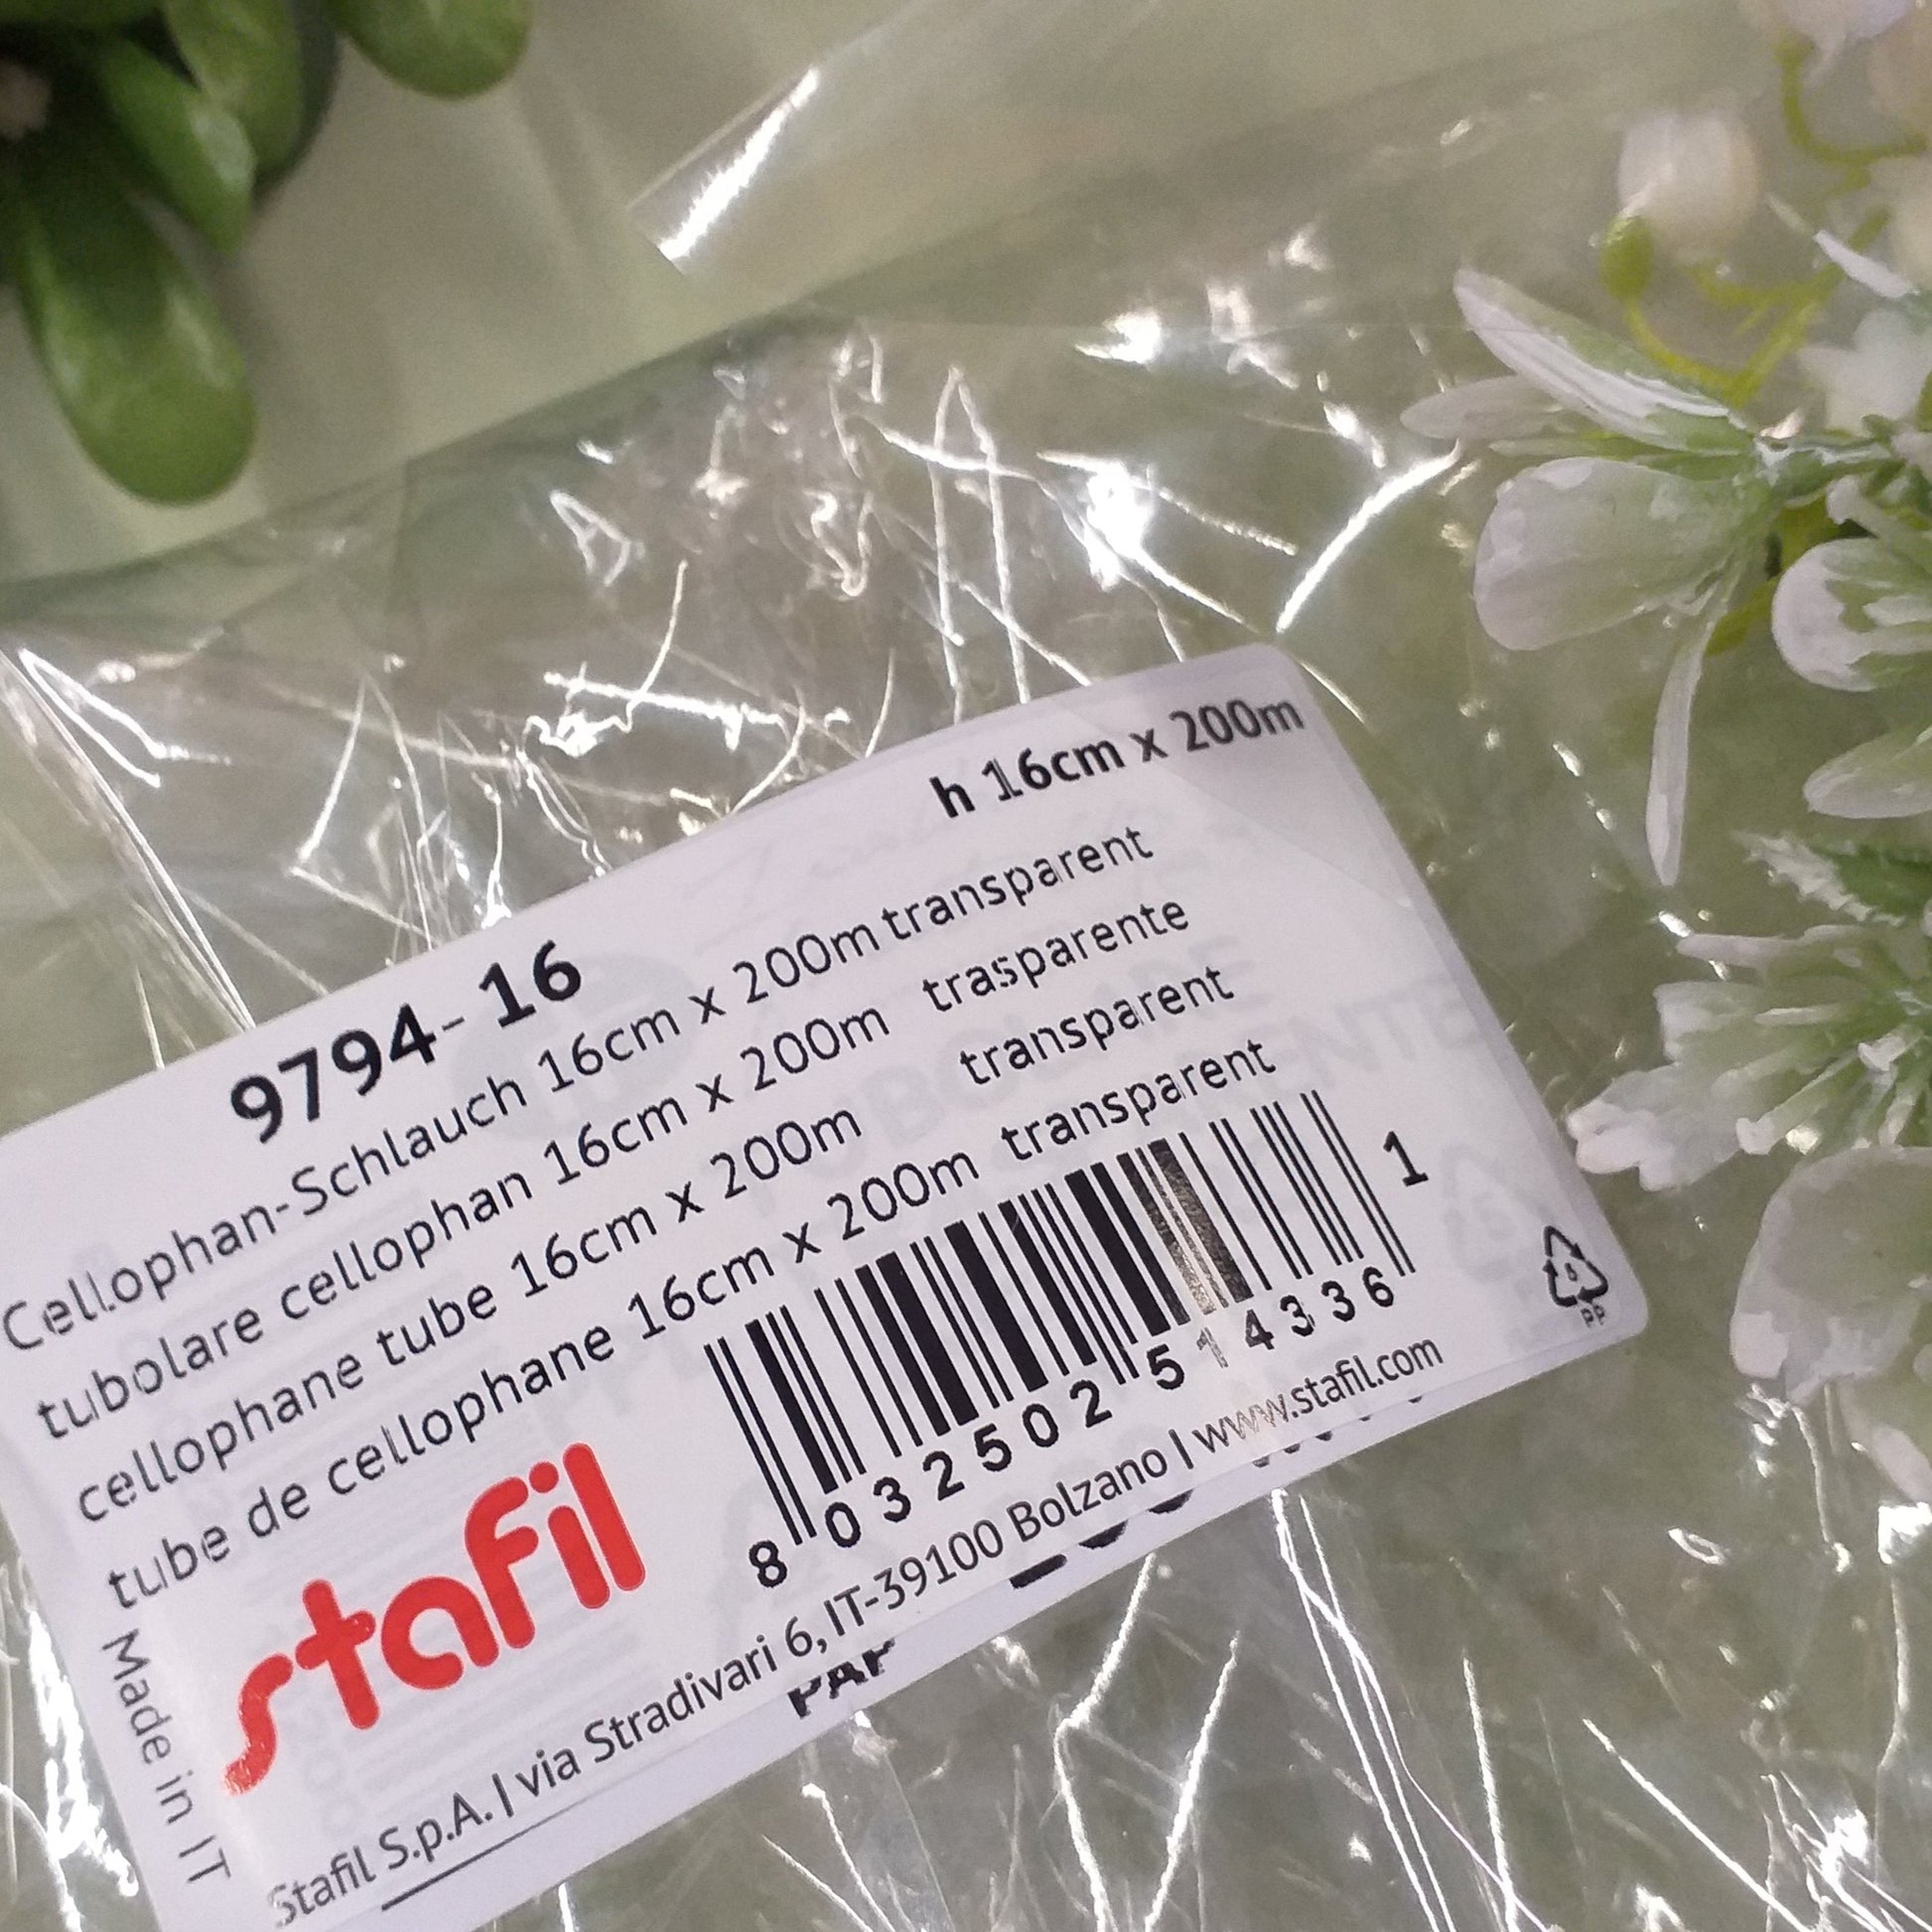 h 16cm x 200m
9794-16
Cellophan-Schlauch 16cm x 200m transparent
tubolare cellophan 16cm x 200m trasparente
cellophane tube 16cm x 200m transparent
tube de cellophane 16cm x 200m transparent
1
8 032502 514336
PP
stafil
Made in IT
Stafil S.p.A. | via Stradivari 6, IT-39100 Bolzano | www.stafil.com
PAP